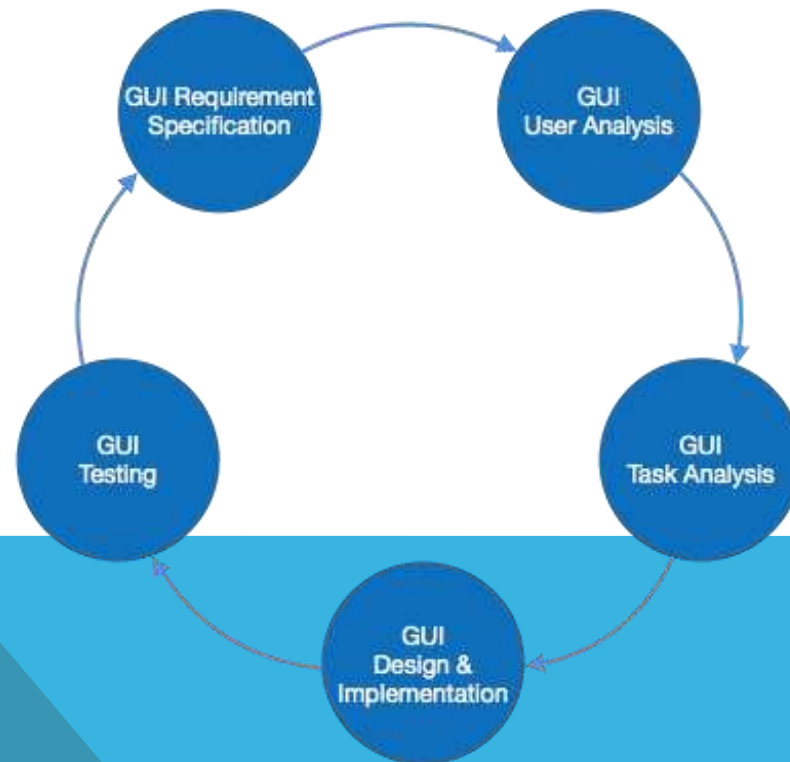 GUI Requirement
Specification
GUI
User Analysis
GUI
Task Analysis
GUI
Design &
Implementation
GUI
Testing